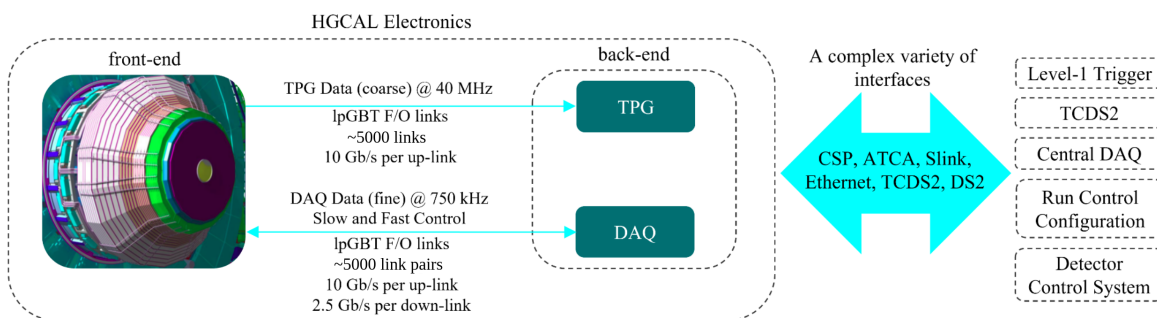 HGCAL Electronics
front-end
TPG Data (coarse) @ 40 MHz
lpGBT F/O links
~5000 links
10 Gb/s per up-link
DAQ Data (fine) @ 750 kHz
Slow and Fast Control
lpGBT F/O links
~5000 link pairs
10 Gb/s per up-link
2.5 Gb/s per down-link
back-end
TPG
DAQ
A complex variety of
interfaces
CSP, ATCA, Slink,
Ethernet, TCDS2, DS2
Level-1 Trigger
TCDS2
Central DAQ
Run Control
Configuration
Detector
Control System